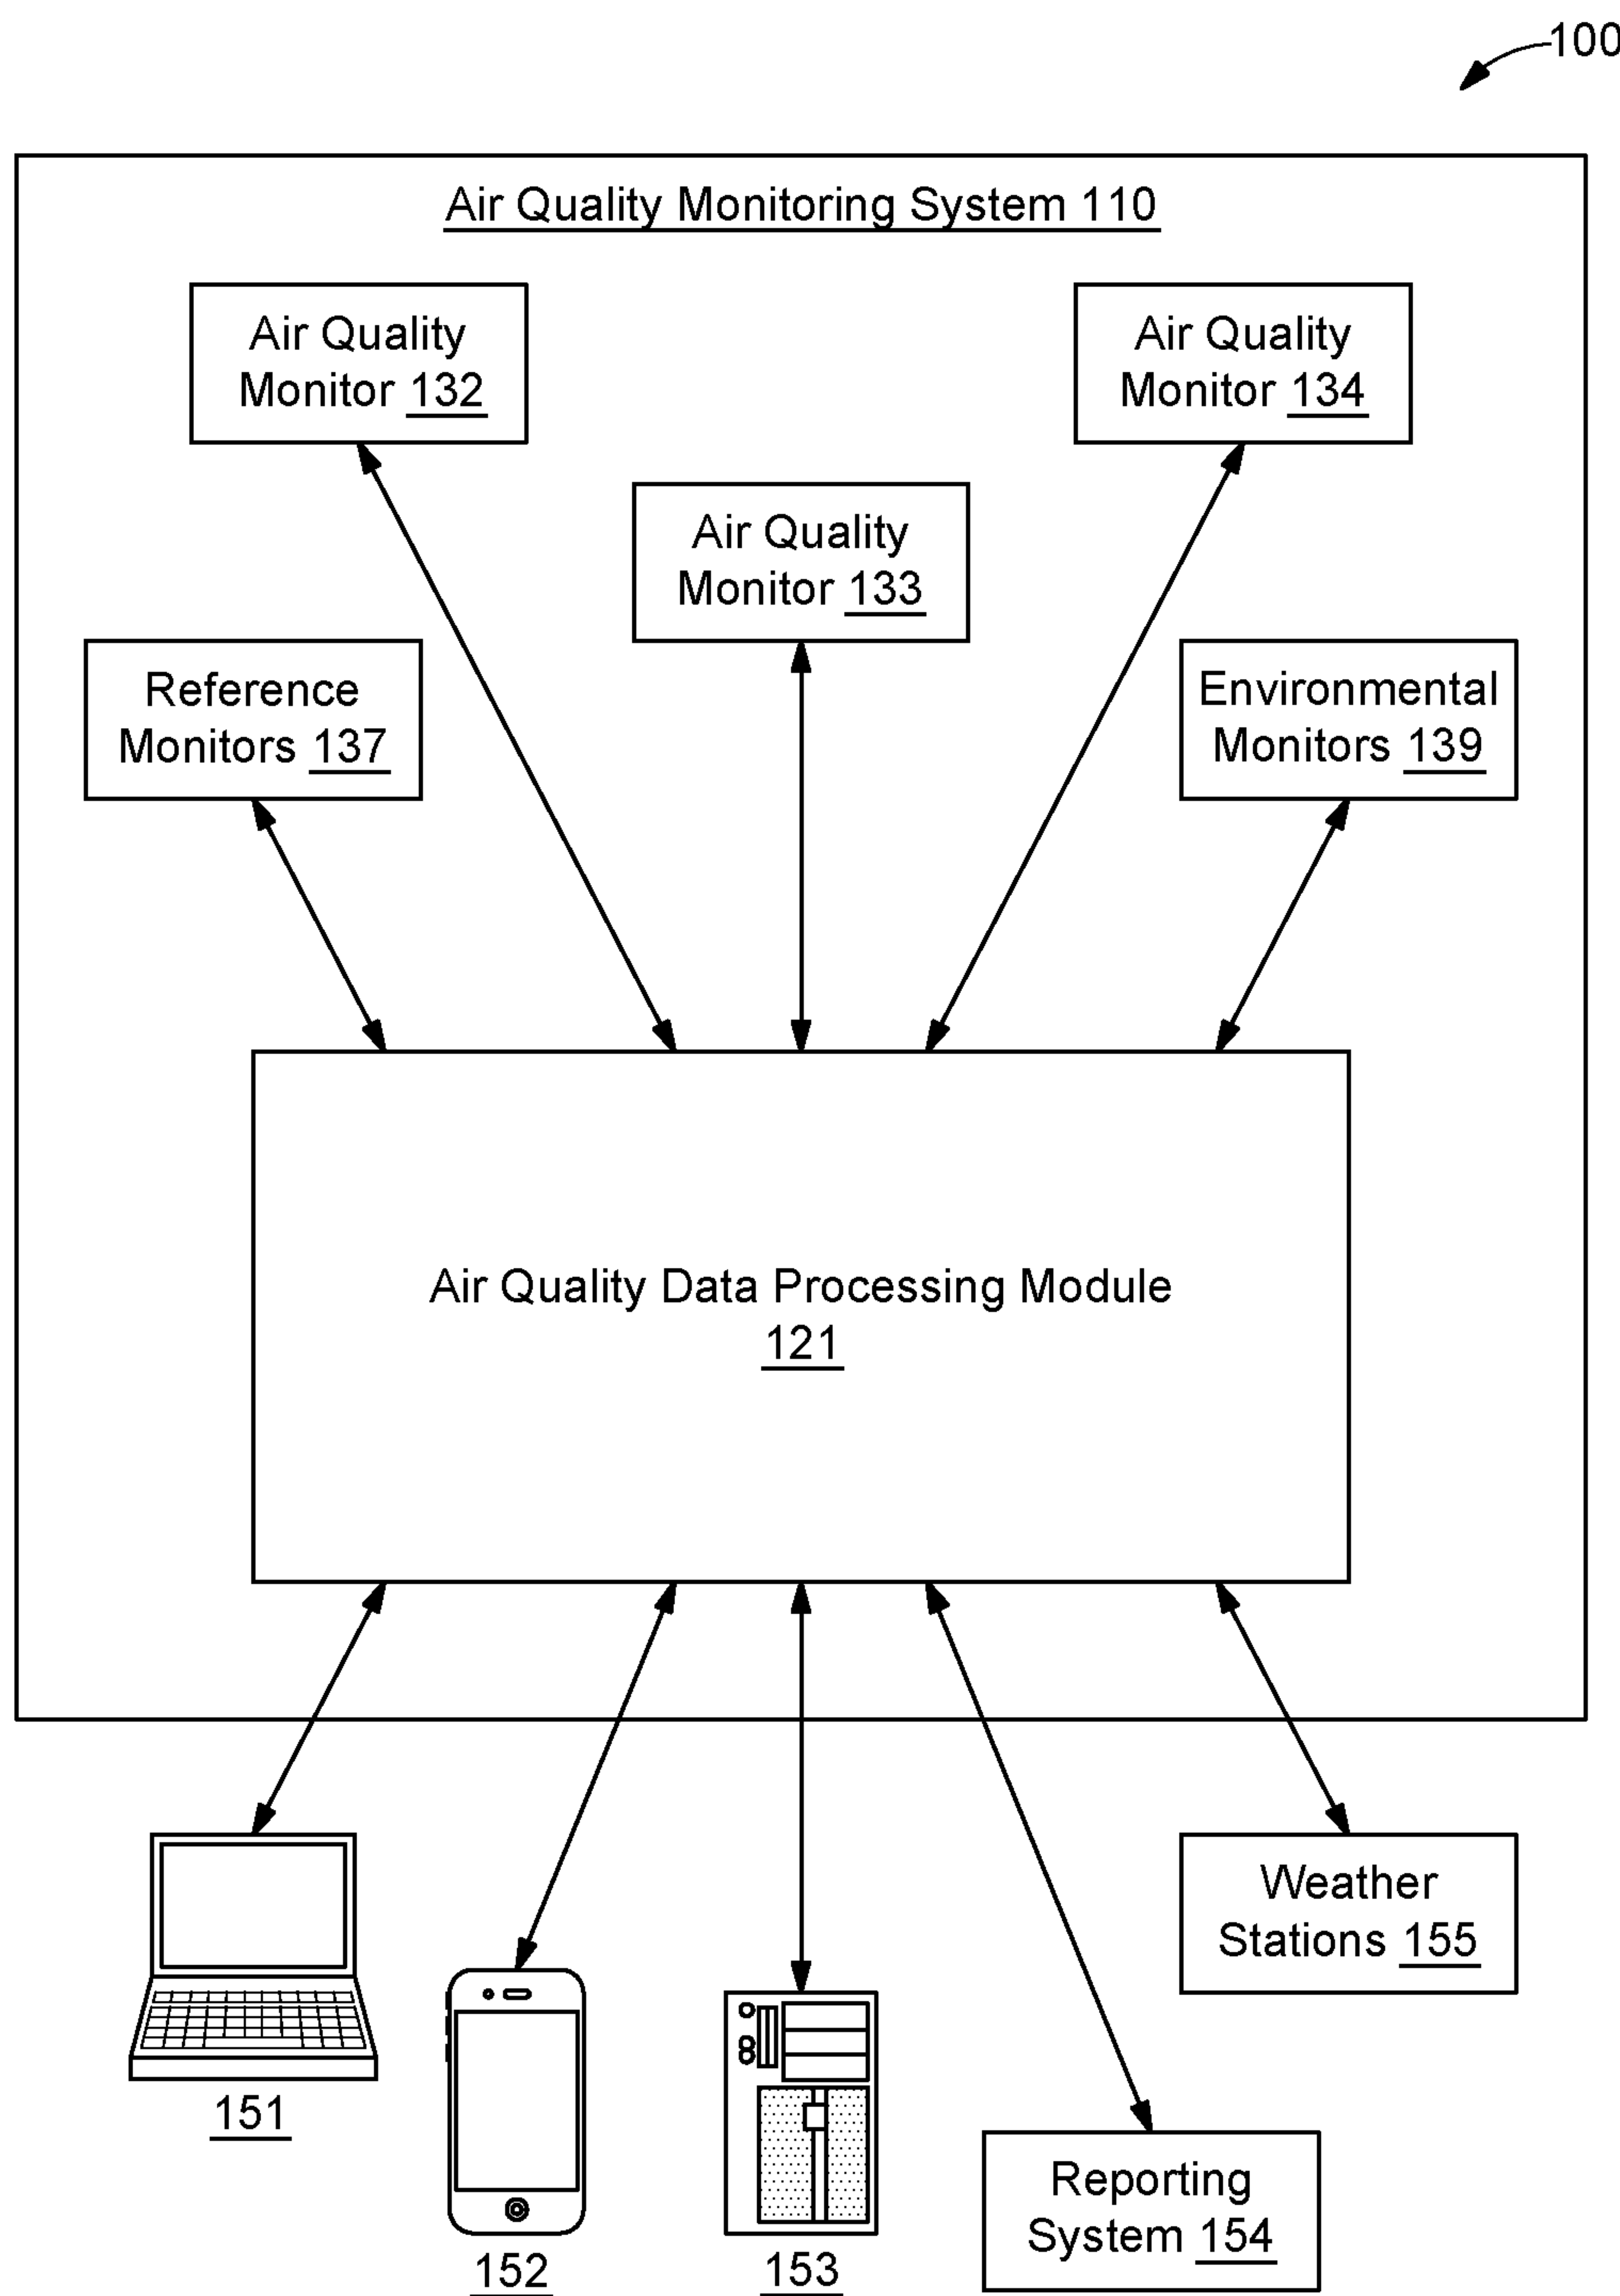 100
Air Quality Monitoring System 110
Air Quality
Monitor 132
Air Quality
Monitor 134
Air Quality
Monitor 133
Reference
Monitors 137
Environmental
Monitors 139
Air Quality Data Processing Module
121
Weather
Stations 155
151
Reporting
System 154
152
153